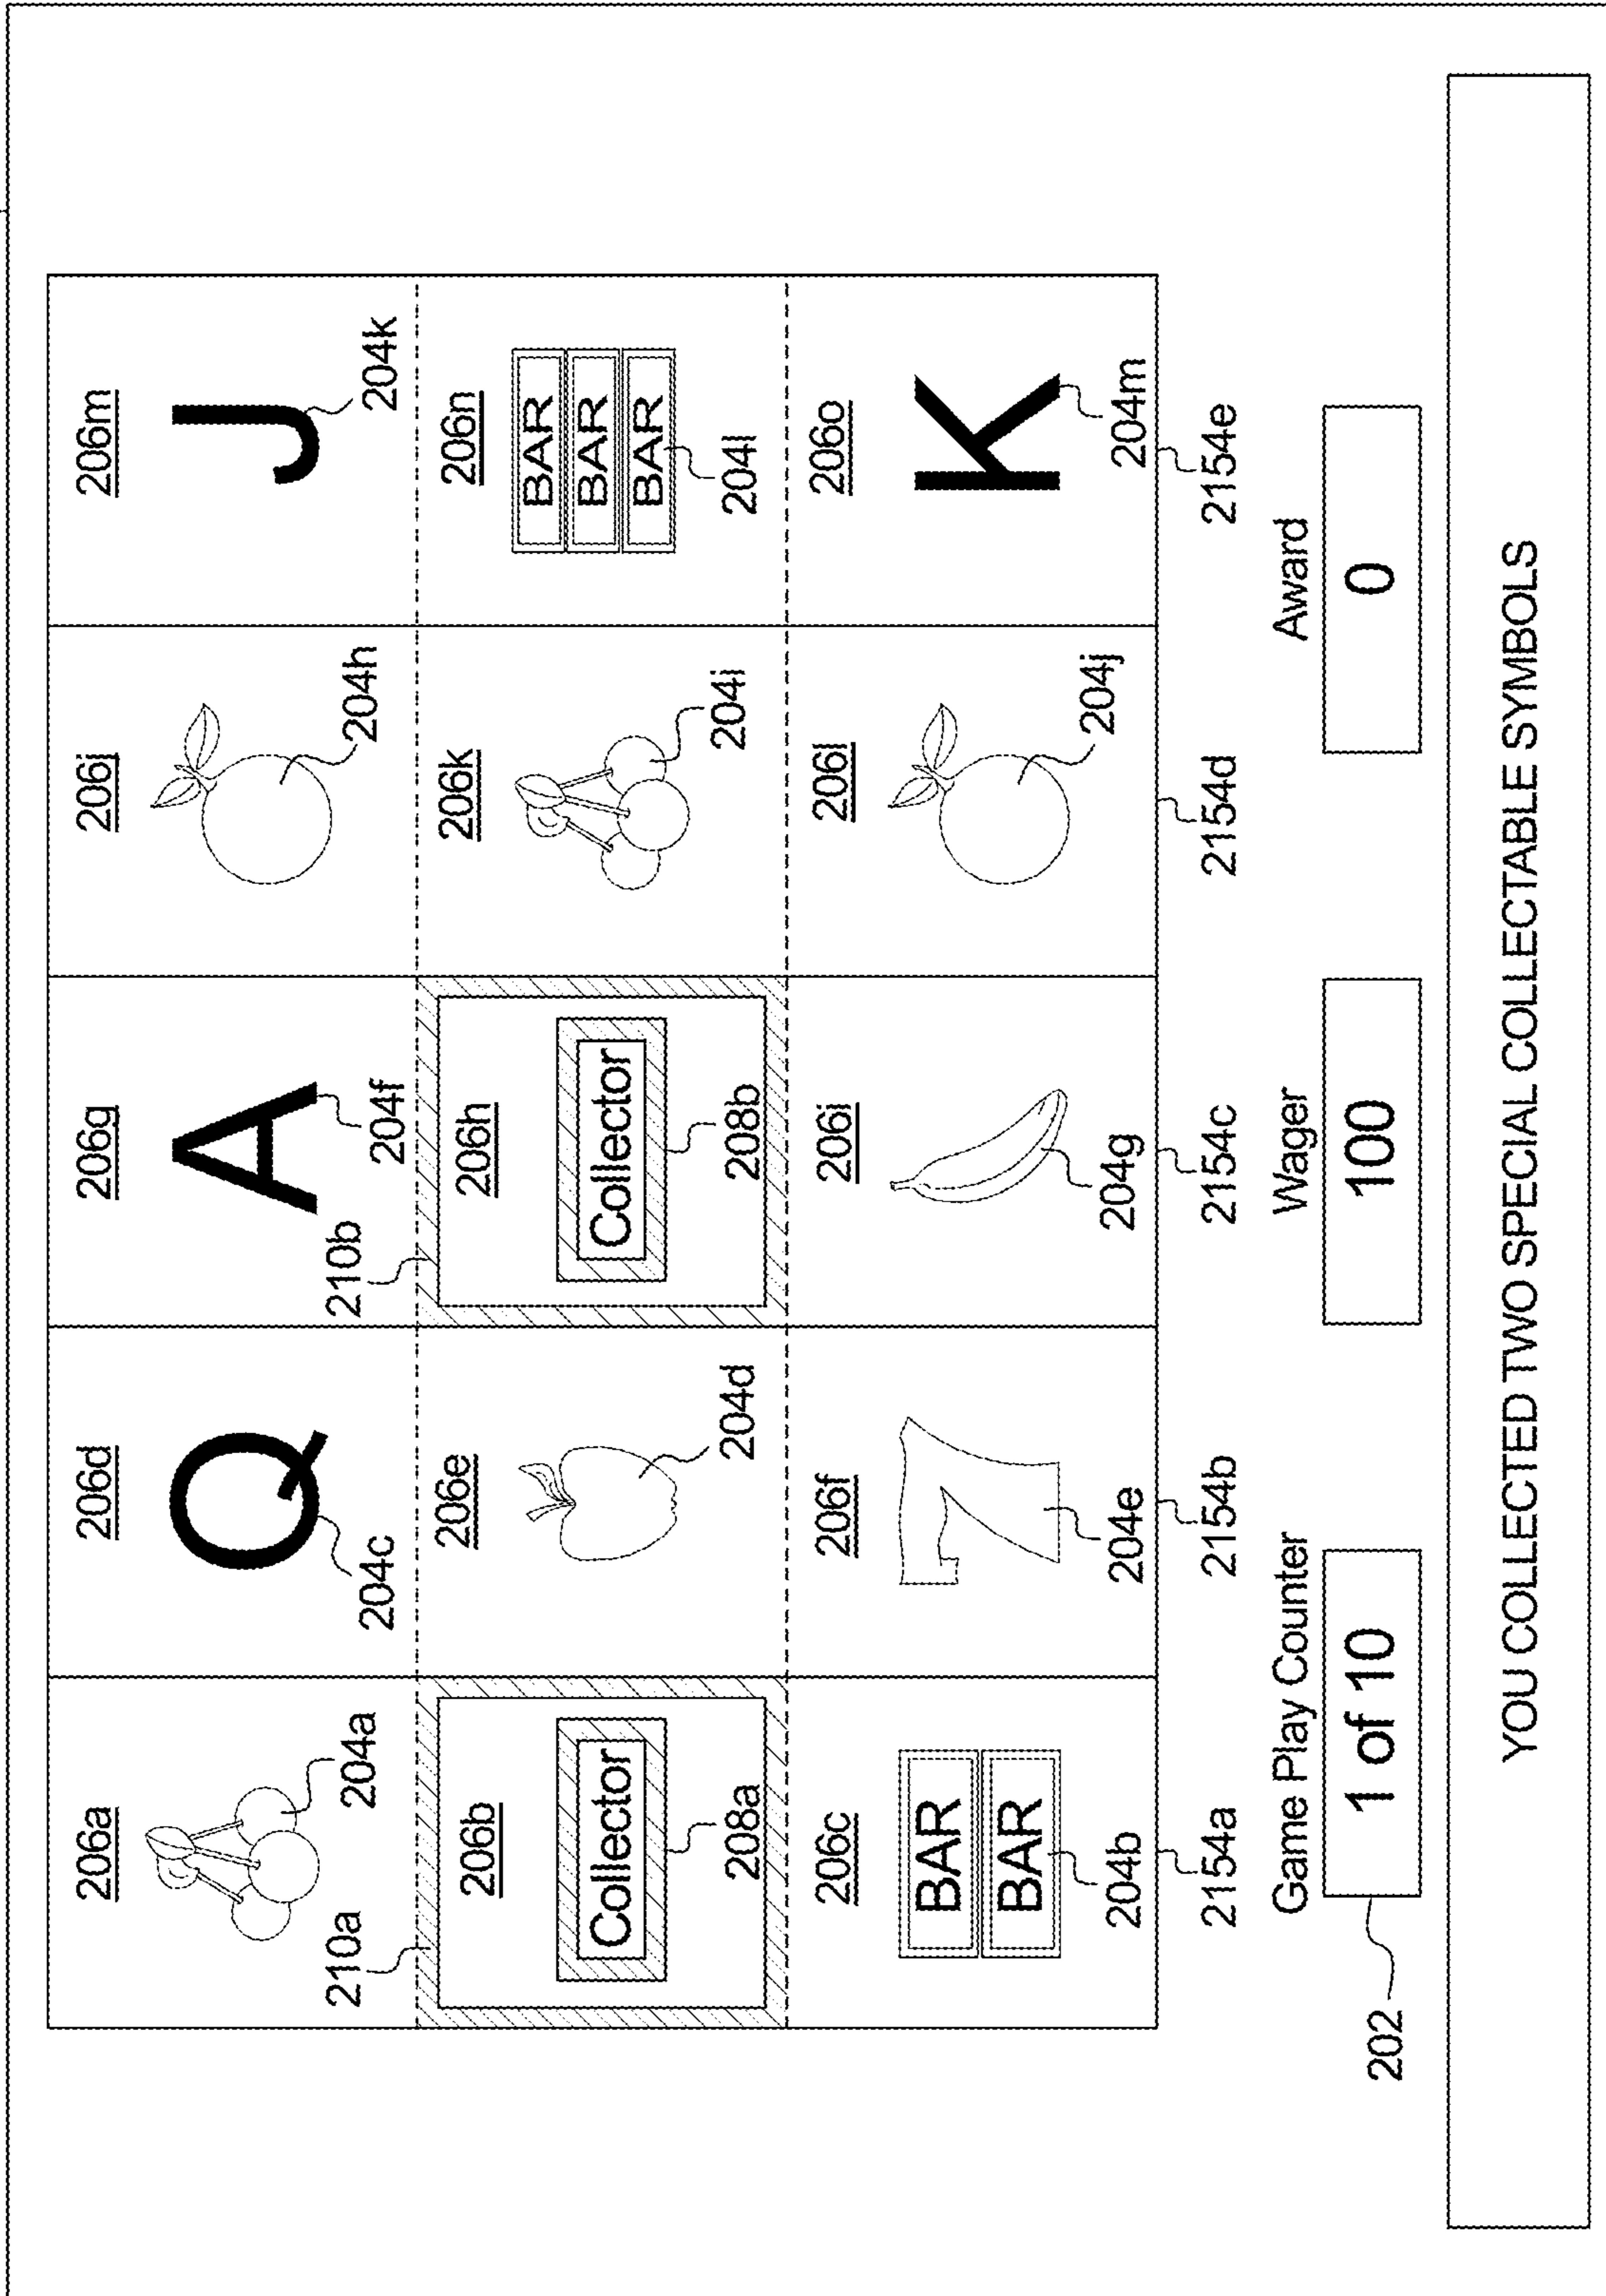 206a 206d 206g 206j 206m
Q A J
204a 204c 204f 204h 204k
210a 210b
206b 206e 206h 206k 206n
Collector Collector BAR
BAR
BAR
208a 204d 208b 204i 204l
206c 206f 206i 206l 206o
BAR 7 K
BAR
204b 204e 204g 204j 204m
2154a 2154b 2154c 2154d 2154e
Game Play Counter Wager Award
202 1 of 10 100 0
YOU COLLECTED TWO SPECIAL COLLECTABLE SYMBOLS